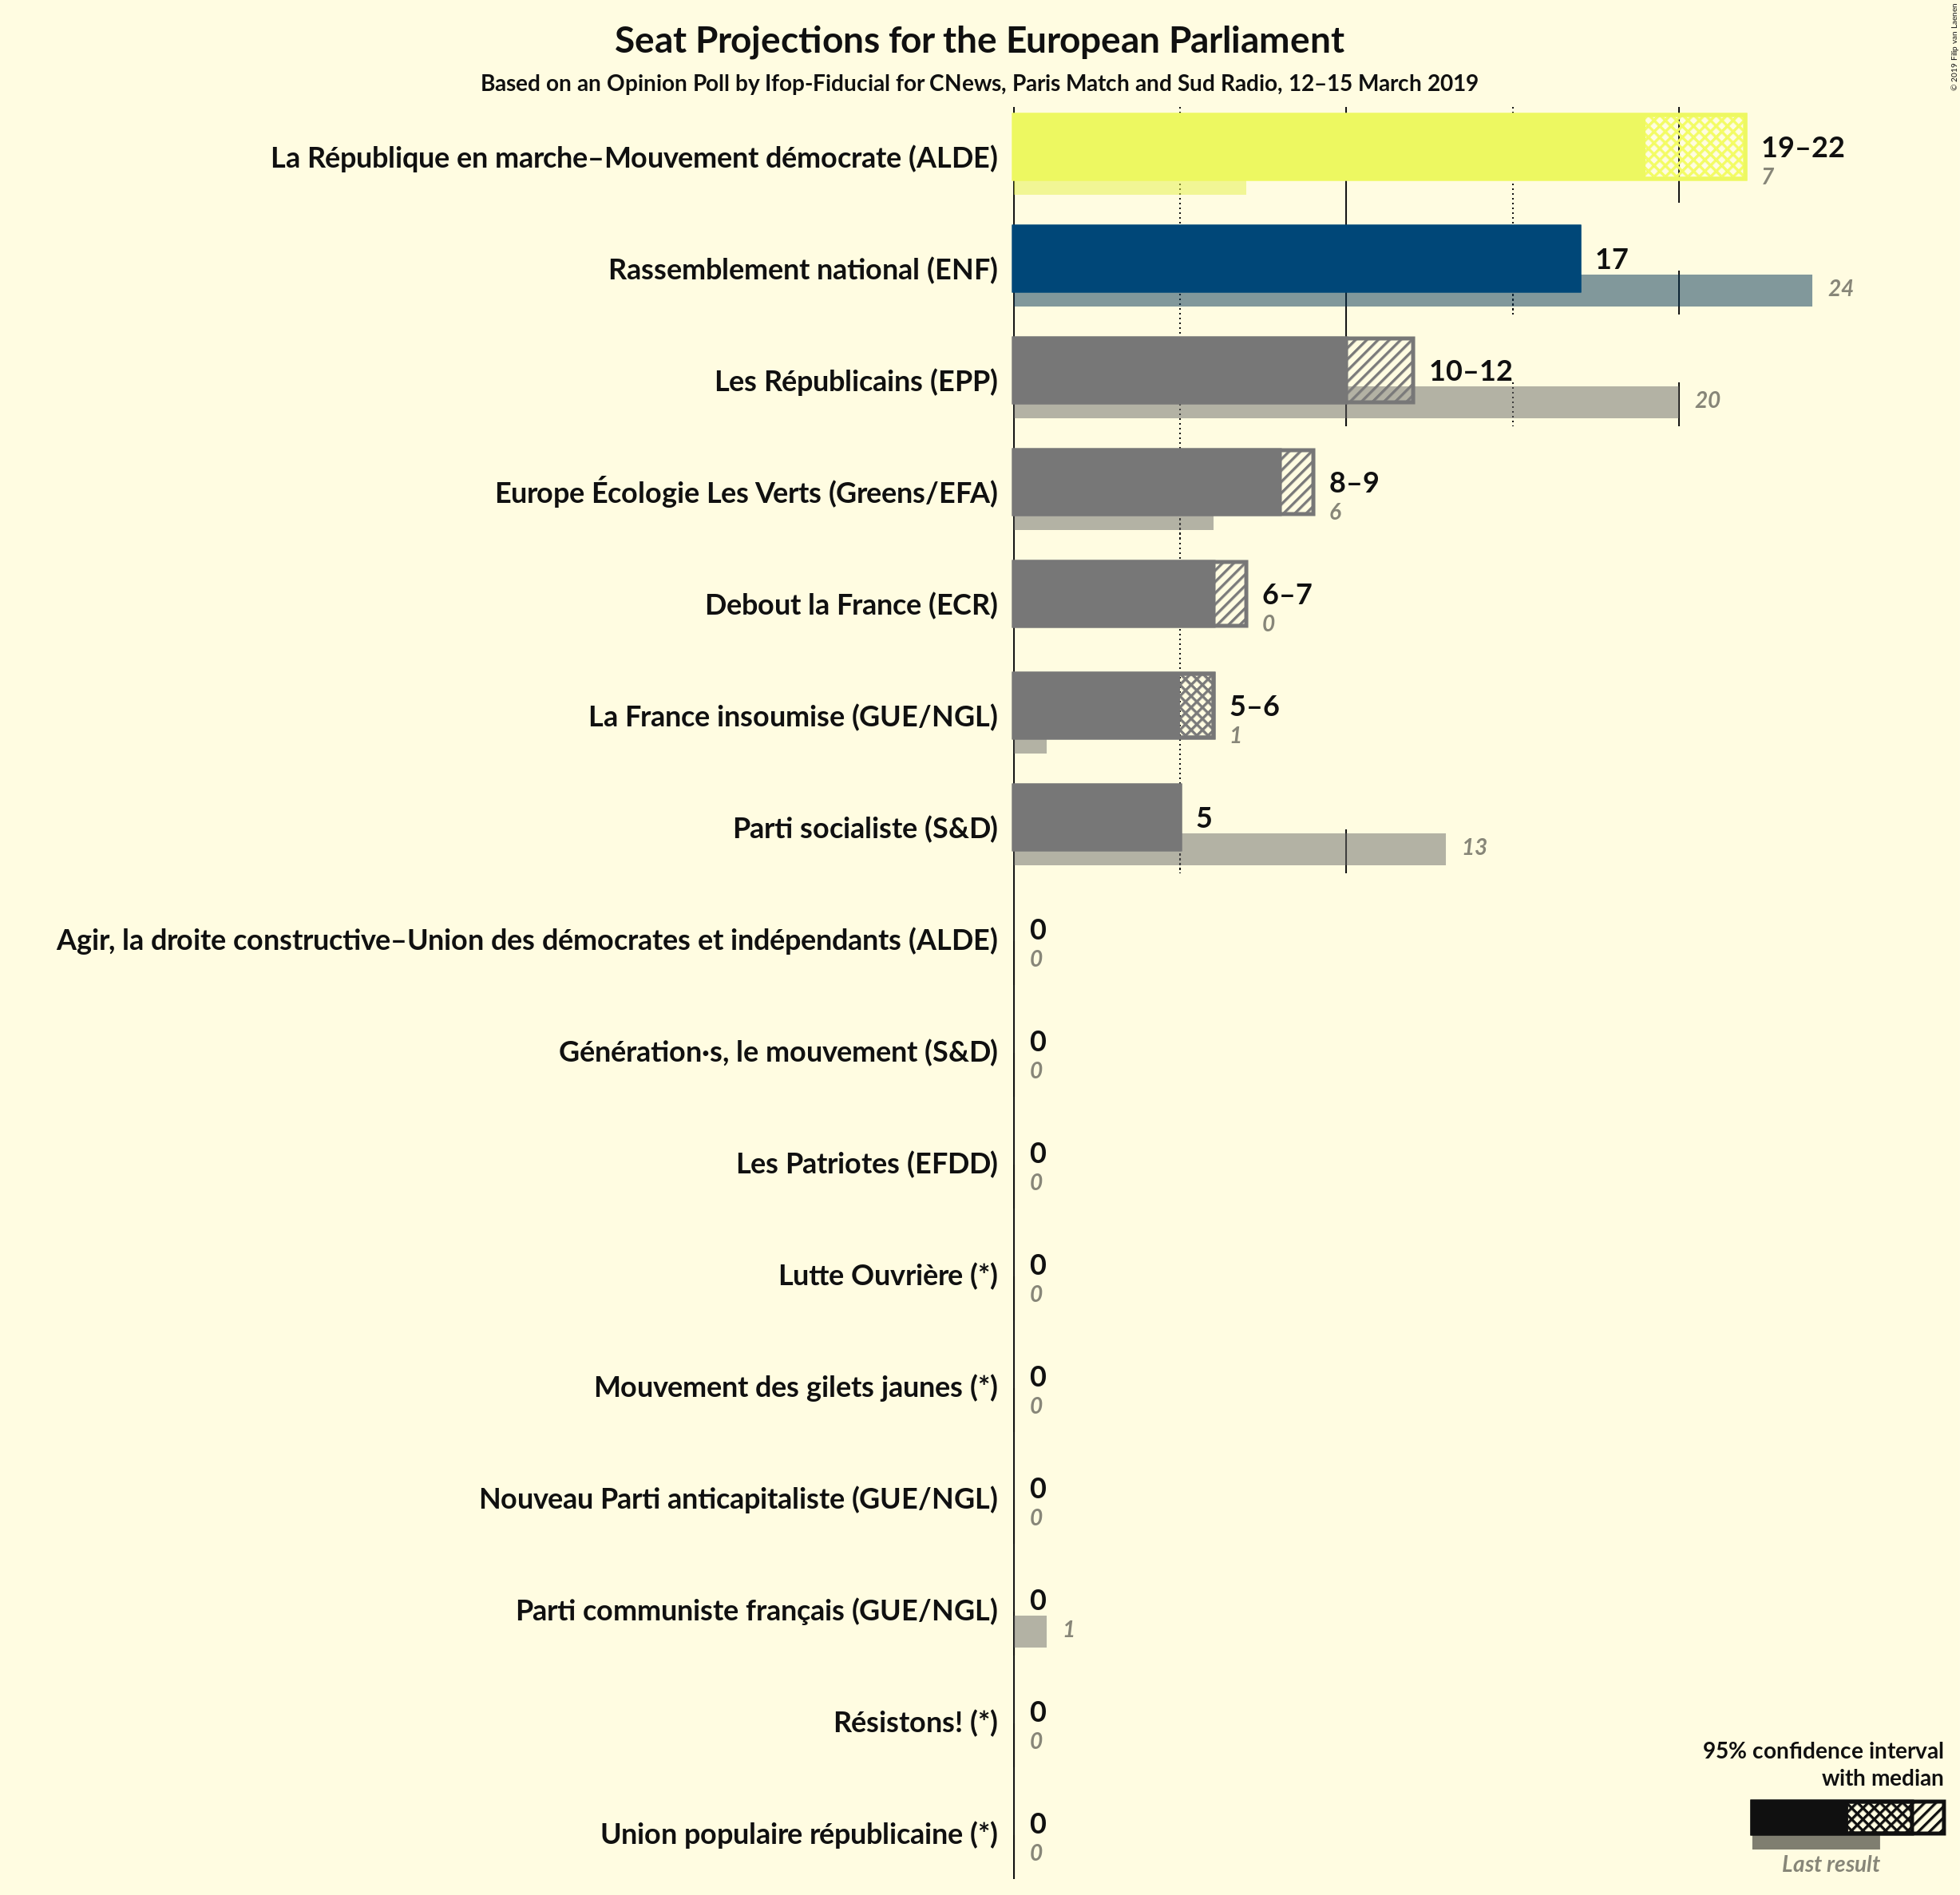 Seat Projections for the European Parliament
Based on an Opinion Poll by Ifop-Fiducial for CNews, Paris Match and Sud Radio, 12–15 March 2019
© 2019 Filip van Laenen
La République en marche–Mouvement démocrate (ALDE)
19–22
7
Rassemblement national (ENF)
17
24
Les Républicains (EPP)
10–12
20
Europe Écologie Les Verts (Greens/EFA)
8–9
6
Debout la France (ECR)
6–7
0
La France insoumise (GUE/NGL)
5–6
1
Parti socialiste (S&D)
5
13
Agir, la droite constructive–Union des démocrates et indépendants (ALDE)
0
0
Génération·s, le mouvement (S&D)
0
0
Les Patriotes (EFDD)
0
0
Lutte Ouvrière (*)
0
0
Mouvement des gilets jaunes (*)
0
0
Nouveau Parti anticapitaliste (GUE/NGL)
0
0
Parti communiste français (GUE/NGL)
0
1
Résistons! (*)
0
0
Union populaire républicaine (*)
0
0
95% confidence interval
with median
Last result